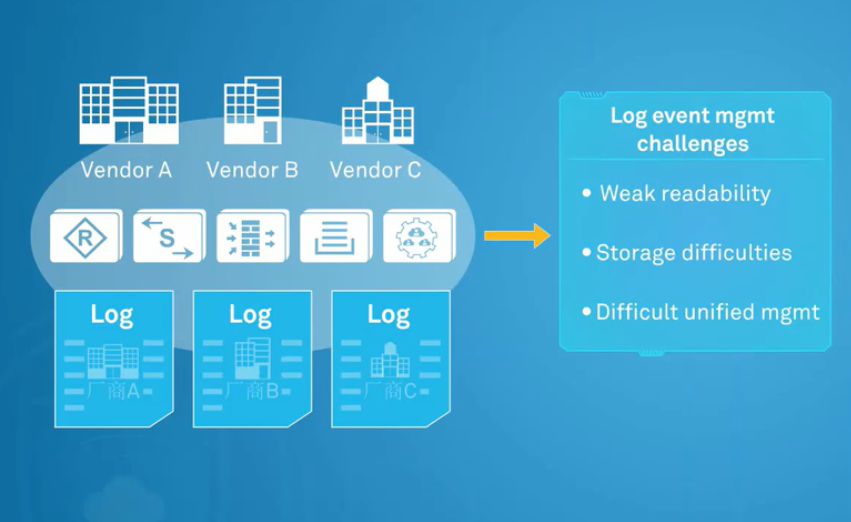 Vendor A
Vendor B
Vendor C
R
S
Log
Log
Log
厂商A
厂商B
厂商C
Log event mgmt
challenges
• Weak readability
• Storage difficulties
• Difficult unified mgmt